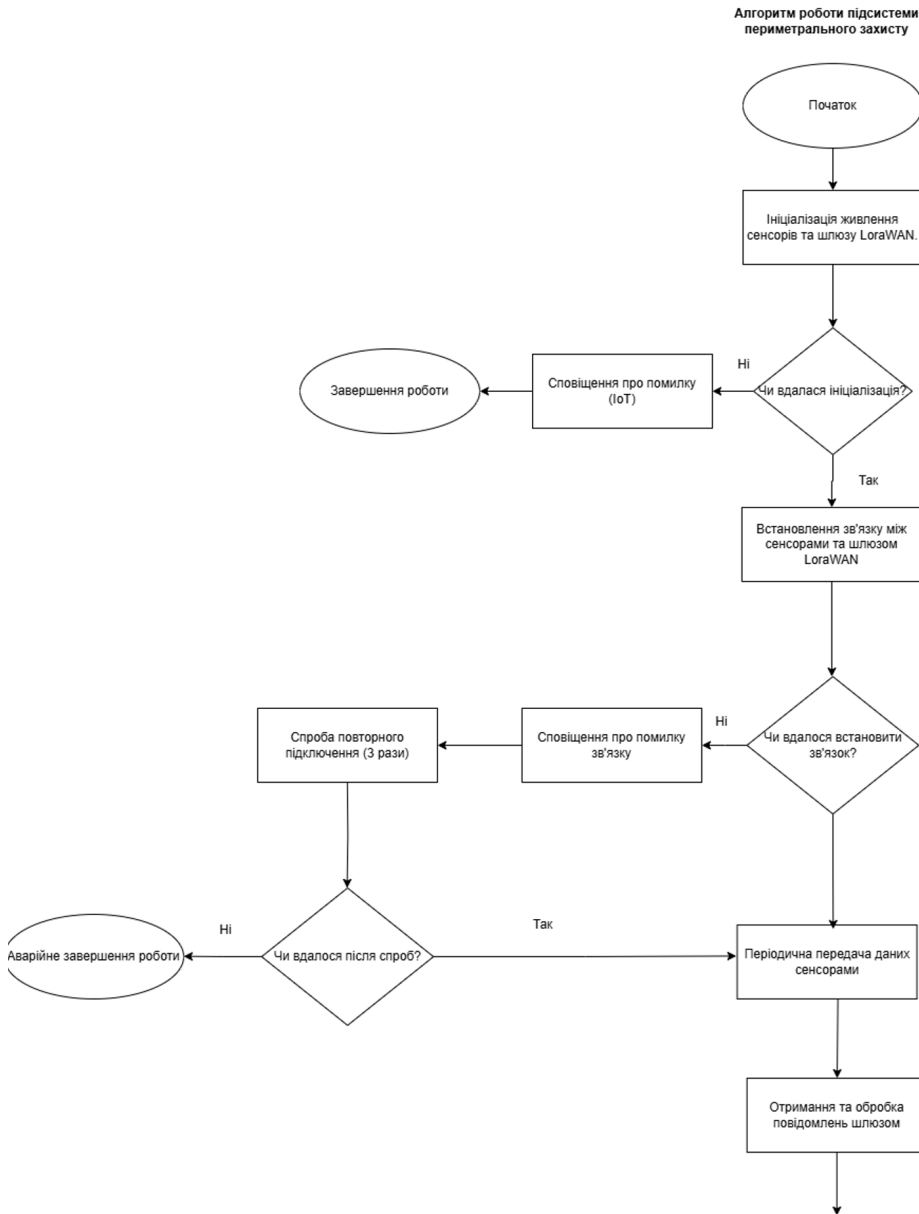 Алгоритм роботи підсистеми
периметрального захисту
Початок
Ініціалізація живлення
сенсорів та шлюзу LoraWAN.
Чи вдалася ініціалізація?
Ні
Сповіщення про помилку
(IoT)
Завершення роботи
Так
Встановлення зв'язку між
сенсорами та шлюзом
LoraWAN
Чи вдалося встановити
зв'язок?
Ні
Сповіщення про помилку
зв'язку
Спроба повторного
підключення (3 рази)
Чи вдалося після спроб?
Ні
Аварійне завершення роботи
Так
Періодична передача даних
сенсорами
Отримання та обробка
повідомлень шлюзом